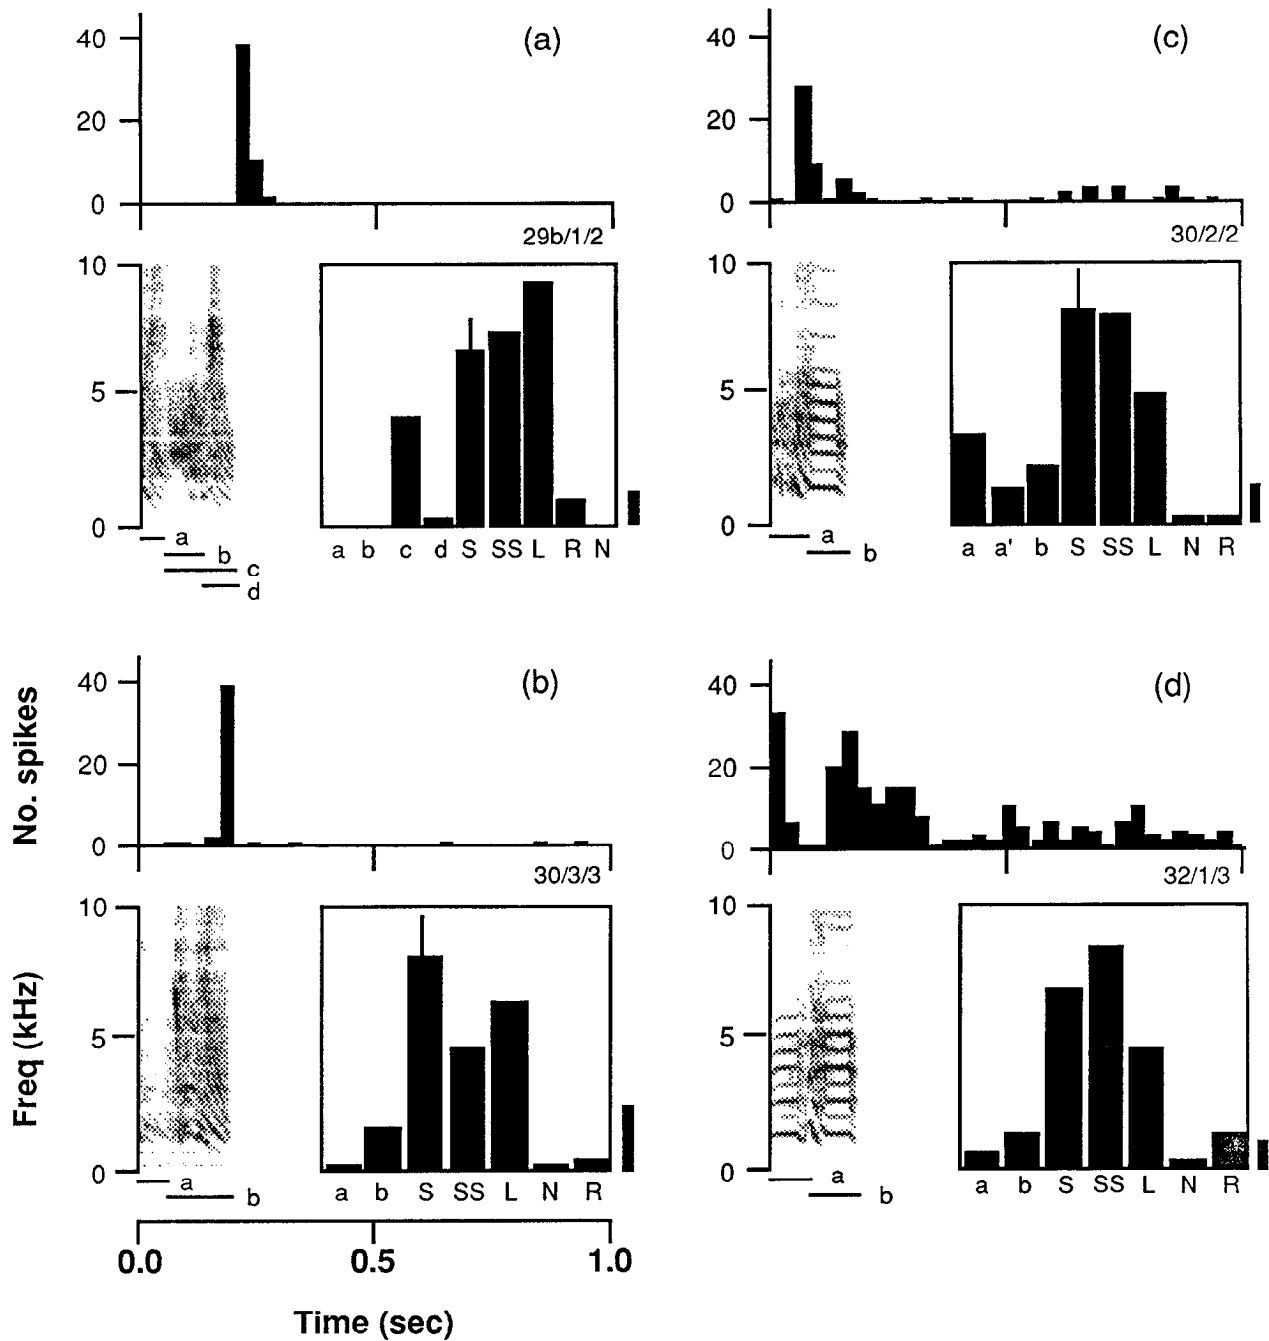 (a)
40
20
0
29b/1/2
10
5
0
a
b
c
d
a b c d S SS L R N
(c)
40
20
0
30/2/2
10
5
0
a
b
a a' b S SS L N R
(b)
No. spikes
40
20
0
30/3/3
Freq (kHz)
10
5
0
a
b
a b S SS L N R
0.0 0.5 1.0
Time (sec)
(d)
40
20
0
32/1/3
10
5
0
a
b
a b S SS L N R